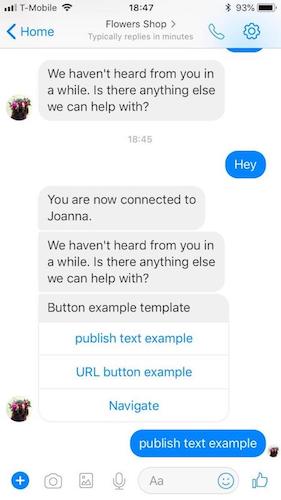 T-Mobile 18:47 93%
Home
Flowers Shop >
Typically replies in minutes
We haven't heard from you in
a while. Is there anything else
we can help with?
18:45
Hey
You are now connected to
Joanna.
We haven't heard from you in
a while. Is there anything else
we can help with?
Button example template
publish text example
URL button example
Navigate
publish text example
Aa